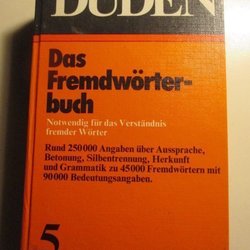 DUDEN
Das
Fremdwörter-
buch
Notwendig für das Verständnis
fremder Wörter
Rund 250000 Angaben über Aussprache,
Betonung, Silbentrennung, Herkunft
und Grammatik zu 45000 Fremdwörtern mit
90000 Bedeutungsangaben.
5